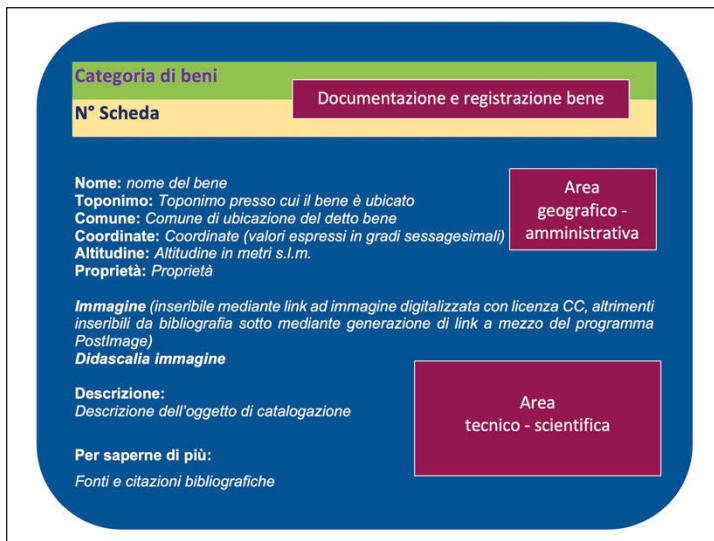 Categoria di beni
Documentazione e registrazione bene
N° Scheda
Nome: nome del bene
Toponimo: Toponimo presso cui il bene è ubicato
Comune: Comune di ubicazione del detto bene
Coordinate: Coordinate (valori espressi in gradi sessagesimali)
Altitudine: Altitudine in metri s.l.m.
Proprietà: Proprietà
Area
geografico -
amministrativa
Immagine (inseribile mediante link ad immagine digitalizzata con licenza CC, altrimenti
inseribili da bibliografia sotto mediante generazione di link a mezzo del programma
PostImage)
Didascalia immagine
Descrizione:
Descrizione dell'oggetto di catalogazione
Area
tecnico - scientifica
Per saperne di più:
Fonti e citazioni bibliografiche